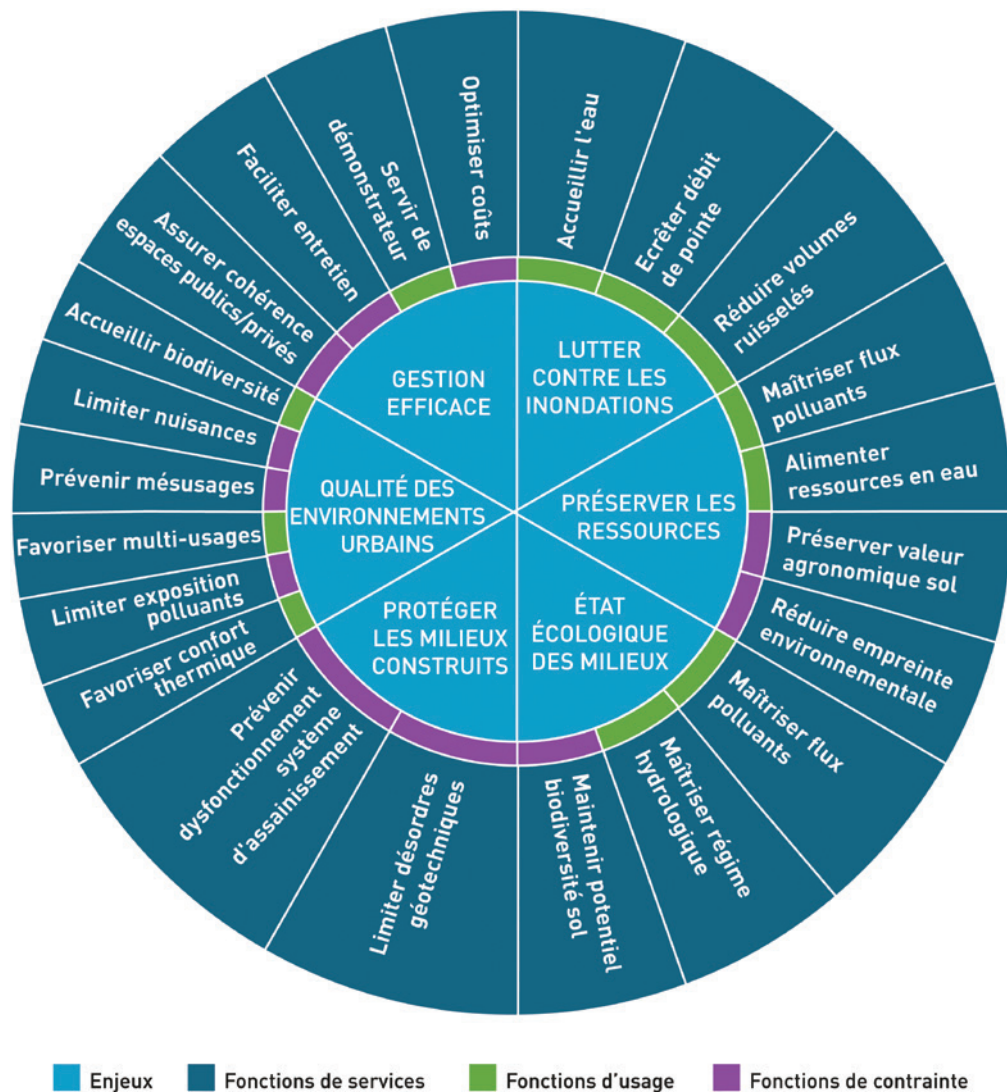 Optimiser coûts
Accueillir l'eau
Ecrêter débit
de pointe
Réduire volumes
ruisselés
Maîtriser flux
polluants
Alimenter
ressources en eau
Préserver valeur
agronomique sol
Réduire empreinte
environnementale
Maîtriser flux
polluants
Maîtriser régime
hydrologique
Maintenir potentiel
biodiversité sol
Limiter désordres
géotechniques
Prévenir
dysfonctionnement
système
d'assainissement
Favoriser confort
thermique
Limiter exposition
polluants
Favoriser multi-usages
Prévenir mésusages
Limiter nuisances
Accueillir biodiversité
Assurer cohérence
espaces publics/privés
Faciliter entretien
Servir de
démonstrateur
GESTION
EFFICACE
LUTTER
CONTRE LES
INONDATIONS
QUALITÉ DES
ENVIRONNEMENTS
URBAINS
PRÉSERVER LES
RESSOURCES
PROTÉGER
LES MILIEUX
CONSTRUITS
ÉTAT
ÉCOLOGIQUE
DES MILIEUX
Enjeux
Fonctions de services
Fonctions d'usage
Fonctions de contrainte